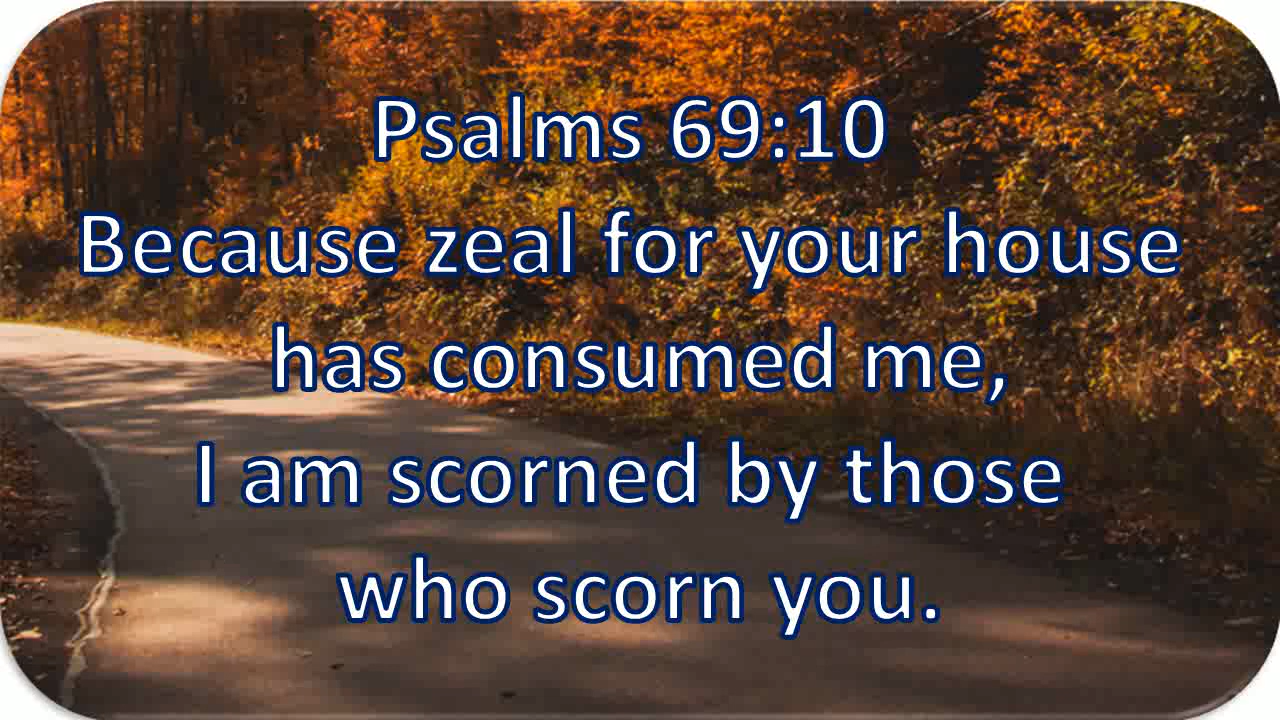 Psalms 69:10
Because zeal for your house
has consumed me,
I am scorned by those
who scorn you.